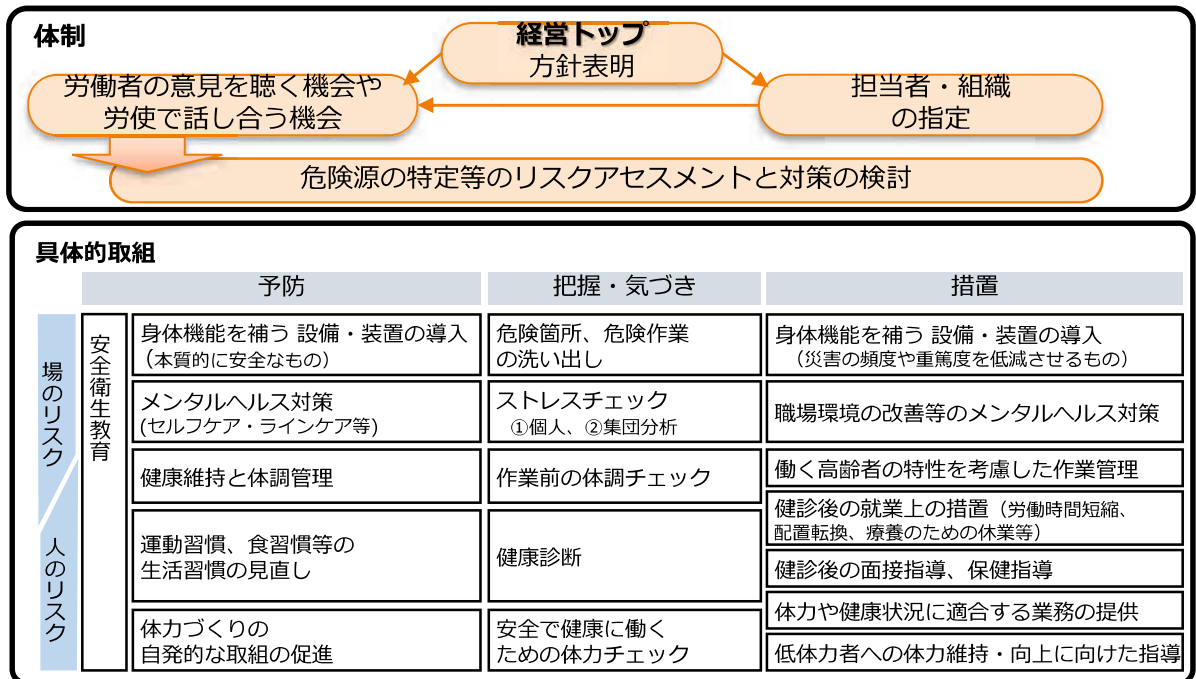 体制
経営トップ
方針表明
労働者の意見を聴く機会や
労使で話し合う機会
担当者・組織
の指定
危険源の特定等のリスクアセスメントと対策の検討
具体的取組
予防
把握・気づき
措置
場のリスク
人のリスク
安全衛生教育
身体機能を補う 設備・装置の導入
（本質的に安全なもの）
危険箇所、危険作業
の洗い出し
身体機能を補う 設備・装置の導入
（災害の頻度や重篤度を低減させるもの）
メンタルヘルス対策
(セルフケア・ラインケア等)
ストレスチェック
①個人、②集団分析
職場環境の改善等のメンタルヘルス対策
健康維持と体調管理
作業前の体調チェック
働く高齢者の特性を考慮した作業管理
健診後の就業上の措置（労働時間短縮、
配置転換、療養のための休業等）
運動習慣、食習慣等の
生活習慣の見直し
健康診断
健診後の面接指導、保健指導
体力や健康状況に適合する業務の提供
体力づくりの
自発的な取組の促進
安全で健康に働く
ための体力チェック
低体力者への体力維持・向上に向けた指導